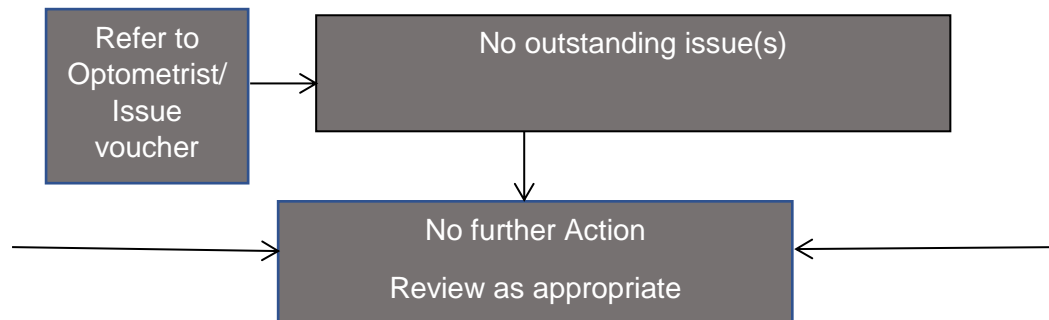 Refer to
Optometrist/
Issue
voucher
No outstanding issue(s)
No further Action
Review as appropriate